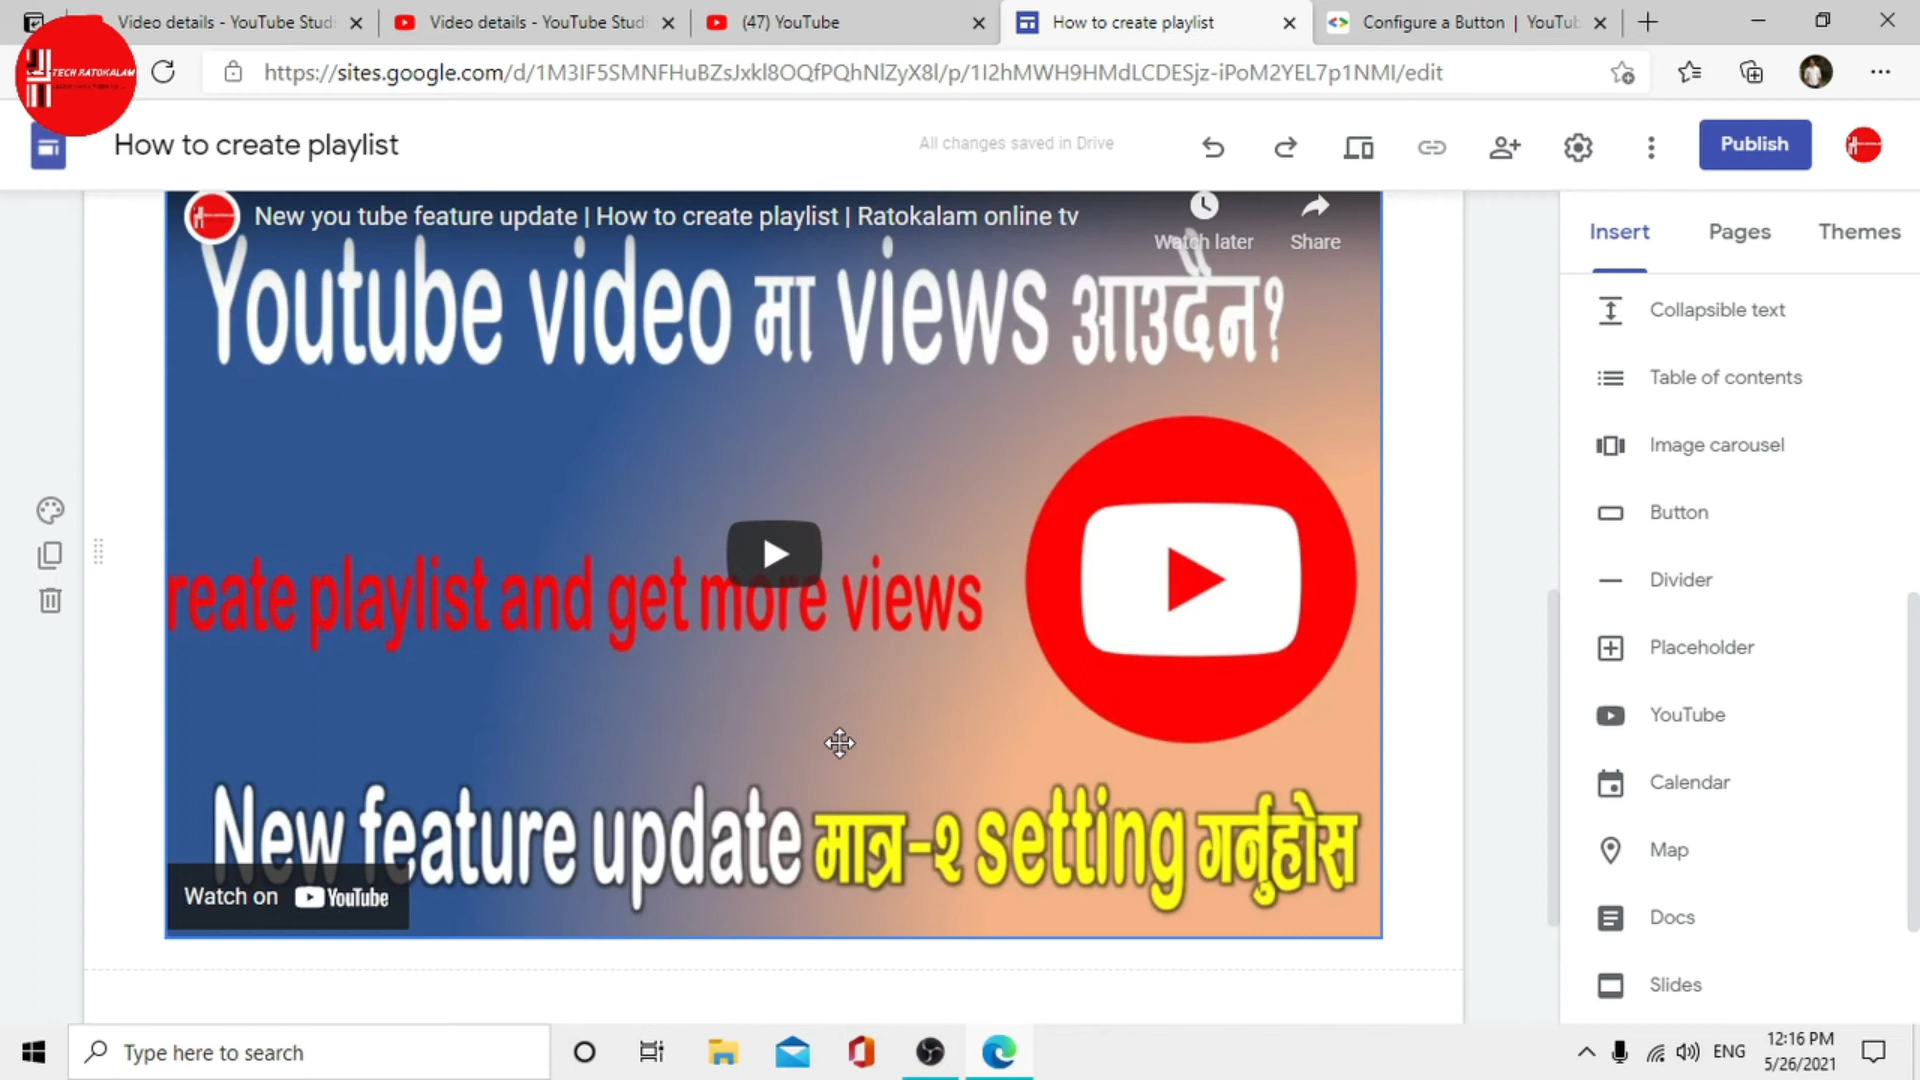 Video details - YouTube Studi
Video details - YouTube Studi
(47) YouTube
How to create playlist
Configure a Button | YouTub
TECH RATOKALAM
https://sites.google.com/d/1M3IF5SMNFHuBZsJxkl8OQfPQhNlZyX8l/p/1I2hMWH9HMdLCDESjz-iPoM2YEL7p1NMI/edit
How to create playlist
All changes saved in Drive
Publish
New you tube feature update | How to create playlist | Ratokalam online tv
Watch later
Share
Youtube video मा views आउदैन?
reate playlist and get more views
New feature update मात्र-२ setting गर्नुहोस
Watch on YouTube
Insert
Pages
Themes
Collapsible text
Table of contents
Image carousel
Button
Divider
Placeholder
YouTube
Calendar
Map
Docs
Slides
Type here to search
ENG
12:16 PM
5/26/2021